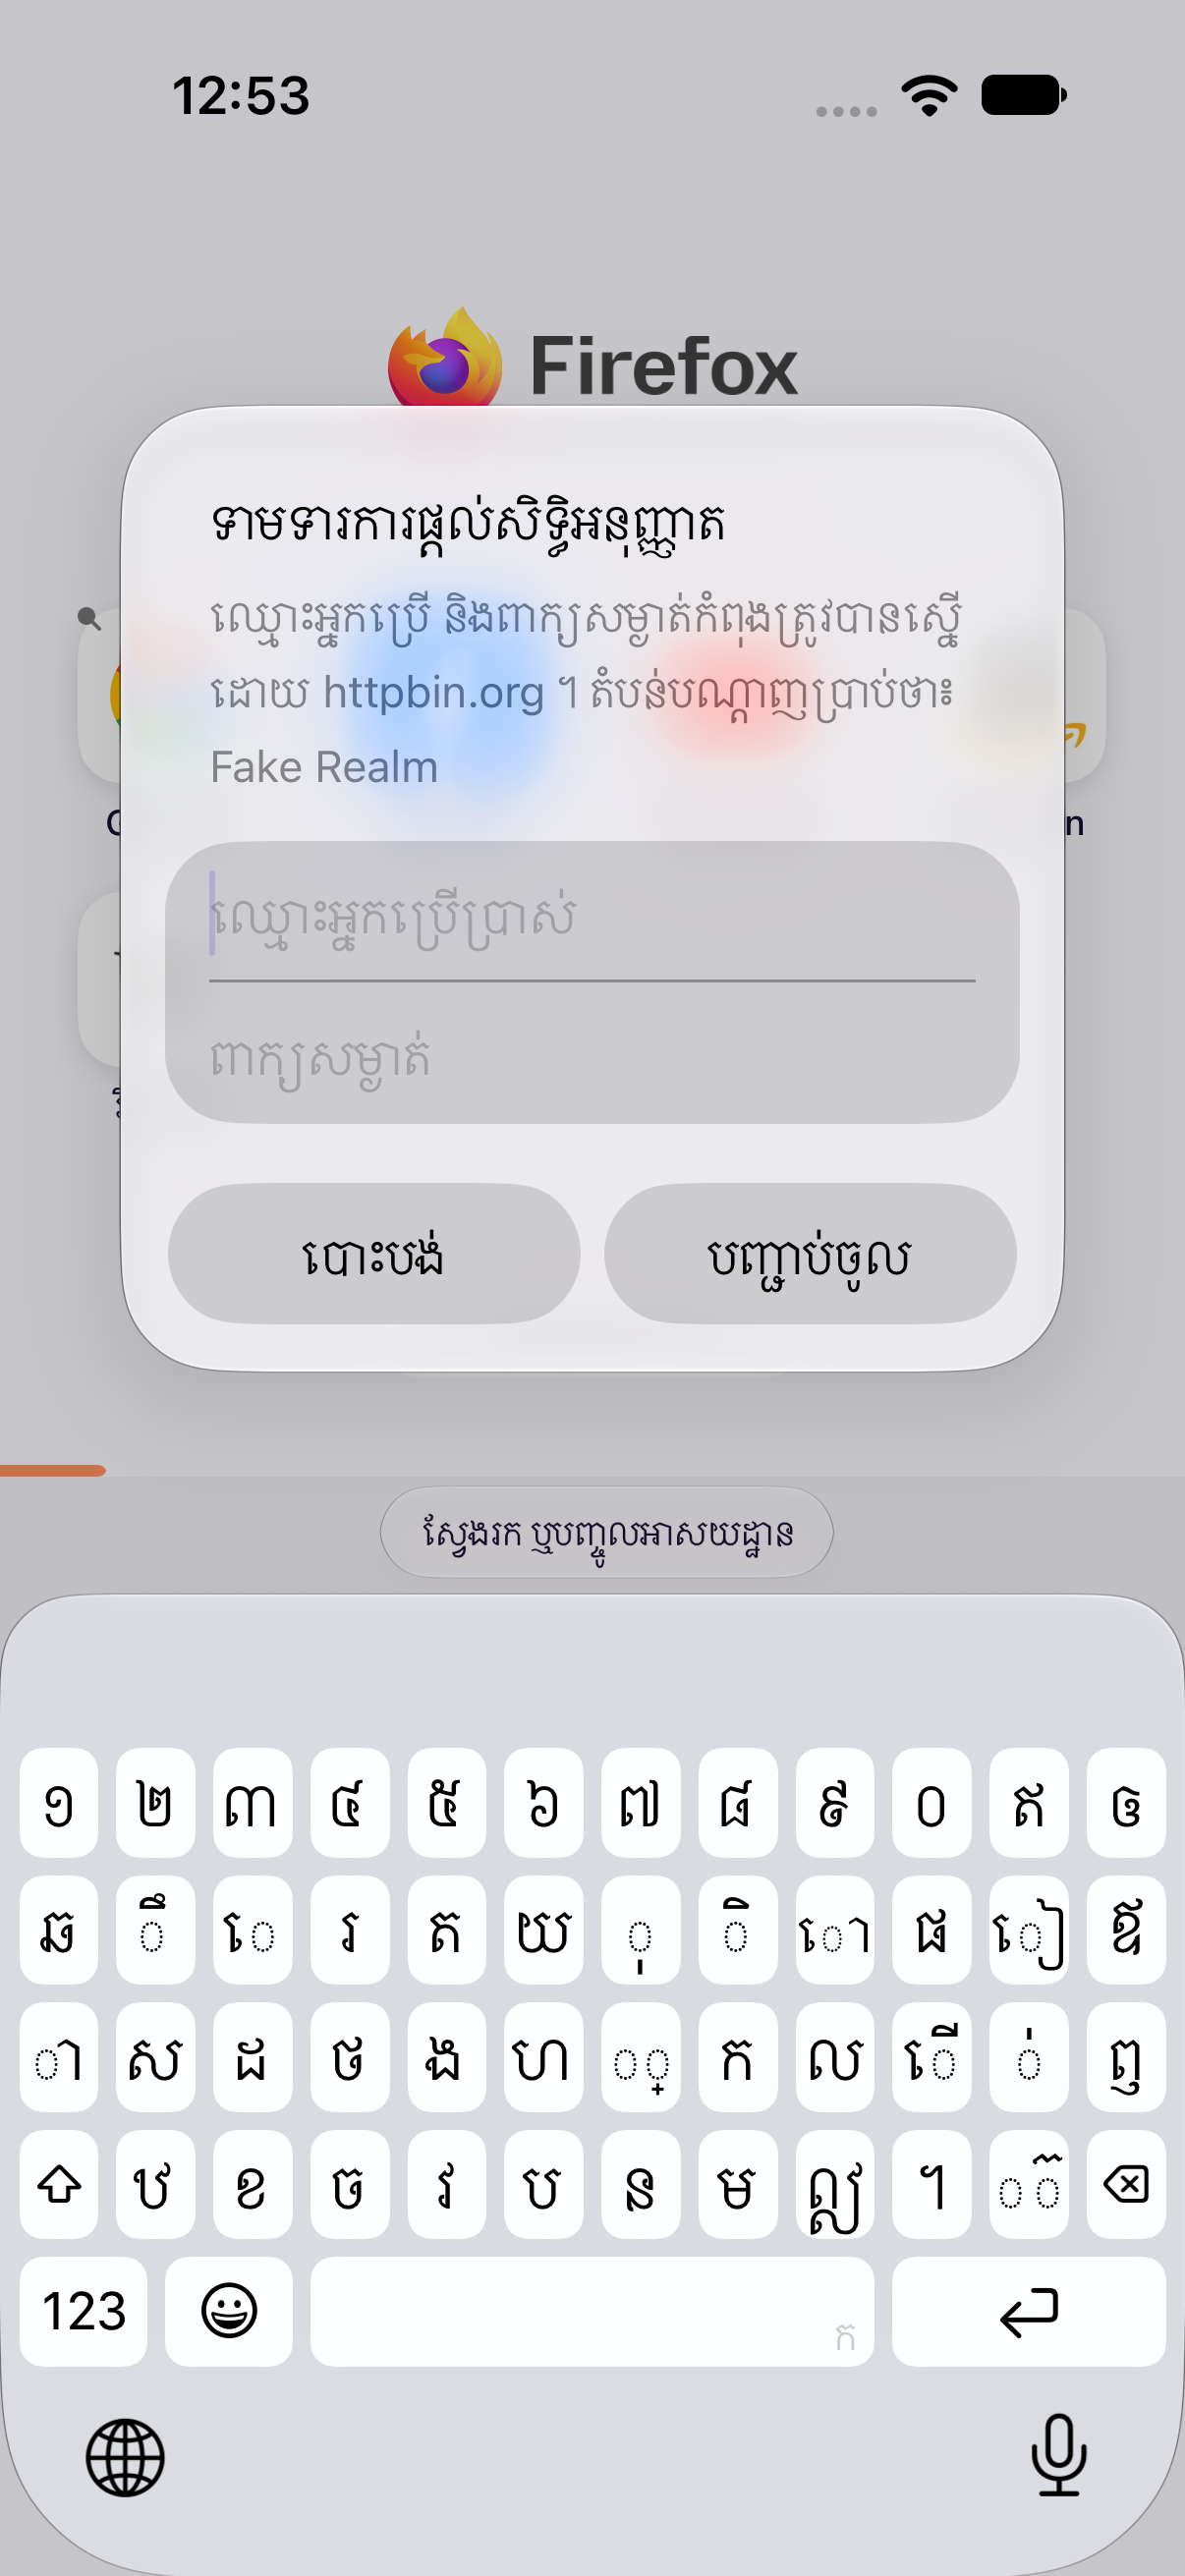 12:53
Firefox
ទាមទារការផ្ដល់សិទ្ធិអនុញ្ញាត
ឈ្មោះអ្នកប្រើ និងពាក្យសម្ងាត់កំពុងត្រូវបានស្នើ
ដោយ httpbin.org ។ តំបន់បណ្ដាញប្រាប់ថា៖
Fake Realm
ឈ្មោះអ្នកប្រើប្រាស់
ពាក្យសម្ងាត់
បោះបង់
បញ្ជាប់ចូល
ស្វែងរក ឬបញ្ចូលអាសយដ្ឋាន
១ ២ ៣ ៤ ៥ ៦ ៧ ៨ ៩ ០ ឥ ឲ
ឆ ឹ េ រ ត យ ុ ិ ោ ផ ៀ ឪ
ា ស ដ ថ ង ហ ្ ក ល ើ ់ ឭ
ឋ ខ ច វ ប ន ម ឦ ។ ៊
123
ក